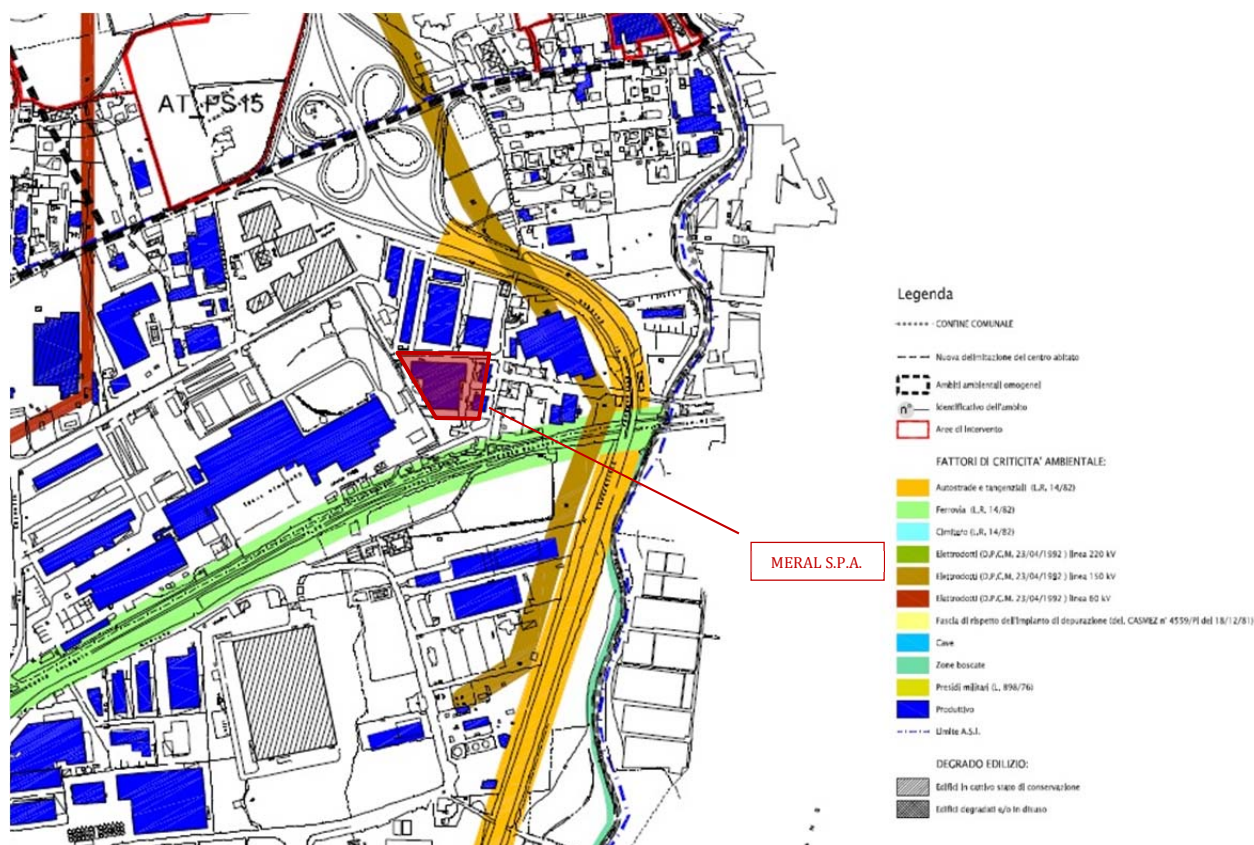 AT_PS15
MERAL S.P.A.
Legenda
CONFINE COMUNALE
Nuova delimitazione del centro abitato
Ambiti ambientali omogenei
n° Identificativo dell'ambito
Aree di Intervento
FATTORI DI CRITICITA' AMBIENTALE:
Autostrade e tangenziali (L.R. 14/82)
Ferrovia (L.R. 14/82)
Cimitero (L.R. 14/82)
Elettrodotti (D.P.C.M. 23/04/1992 ) linea 220 kV
Elettrodotti (D.P.C.M. 23/04/1992 ) linea 150 kV
Elettrodotti (D.P.C.M. 23/04/1992 ) linea 60 kV
Fascia di rispetto dell'impianto di depurazione (del. CASMEZ n° 4559/PI del 18/12/81)
Cave
Zone boscate
Presidi militari (L. 898/76)
Produttivo
Limite A.S.I.
DEGRADO EDILIZIO:
Edifici in cattivo stato di conservazione
Edifici degradati e/o in disuso